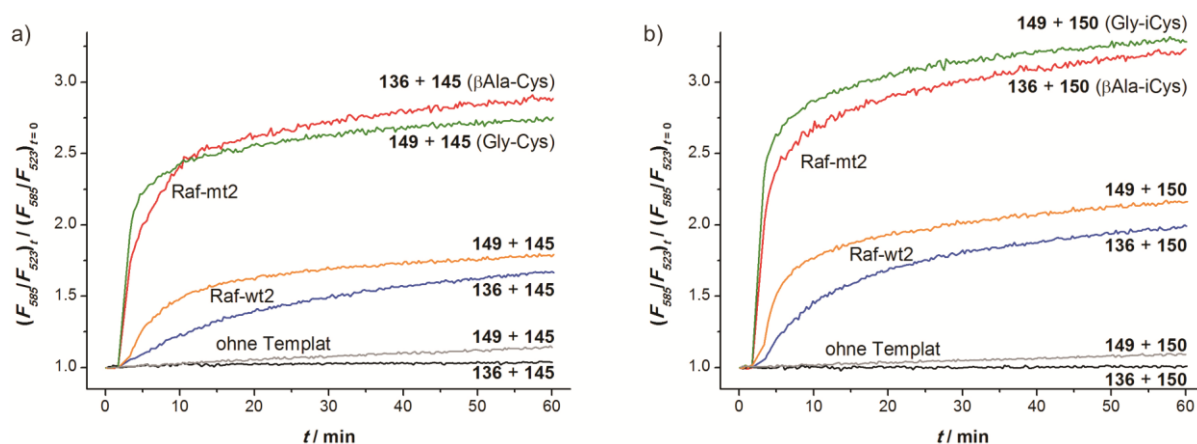 a)
(F585/F523)t / (F585/F523)t = 0
3.0
2.5
2.0
1.5
1.0
136 + 145 (βAla-Cys)
149 + 145 (Gly-Cys)
Raf-mt2
149 + 145
Raf-wt2
136 + 145
ohne Templat
149 + 145
136 + 145
0 10 20 30 40 50 60
t / min
b)
(F585/F523)t / (F585/F523)t = 0
3.0
2.5
2.0
1.5
1.0
149 + 150 (Gly-iCys)
136 + 150 (βAla-iCys)
Raf-mt2
149 + 150
Raf-wt2
136 + 150
ohne Templat
149 + 150
136 + 150
0 10 20 30 40 50 60
t / min